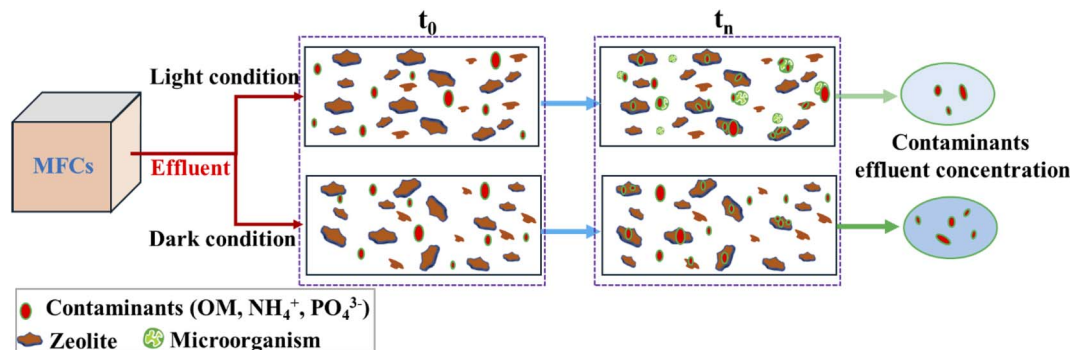 t₀
tₙ
Light condition
MFCs
Effluent
Dark condition
Contaminants
effluent concentration
Contaminants (OM, NH₄⁺, PO₄³⁻)
Zeolite
Microorganism